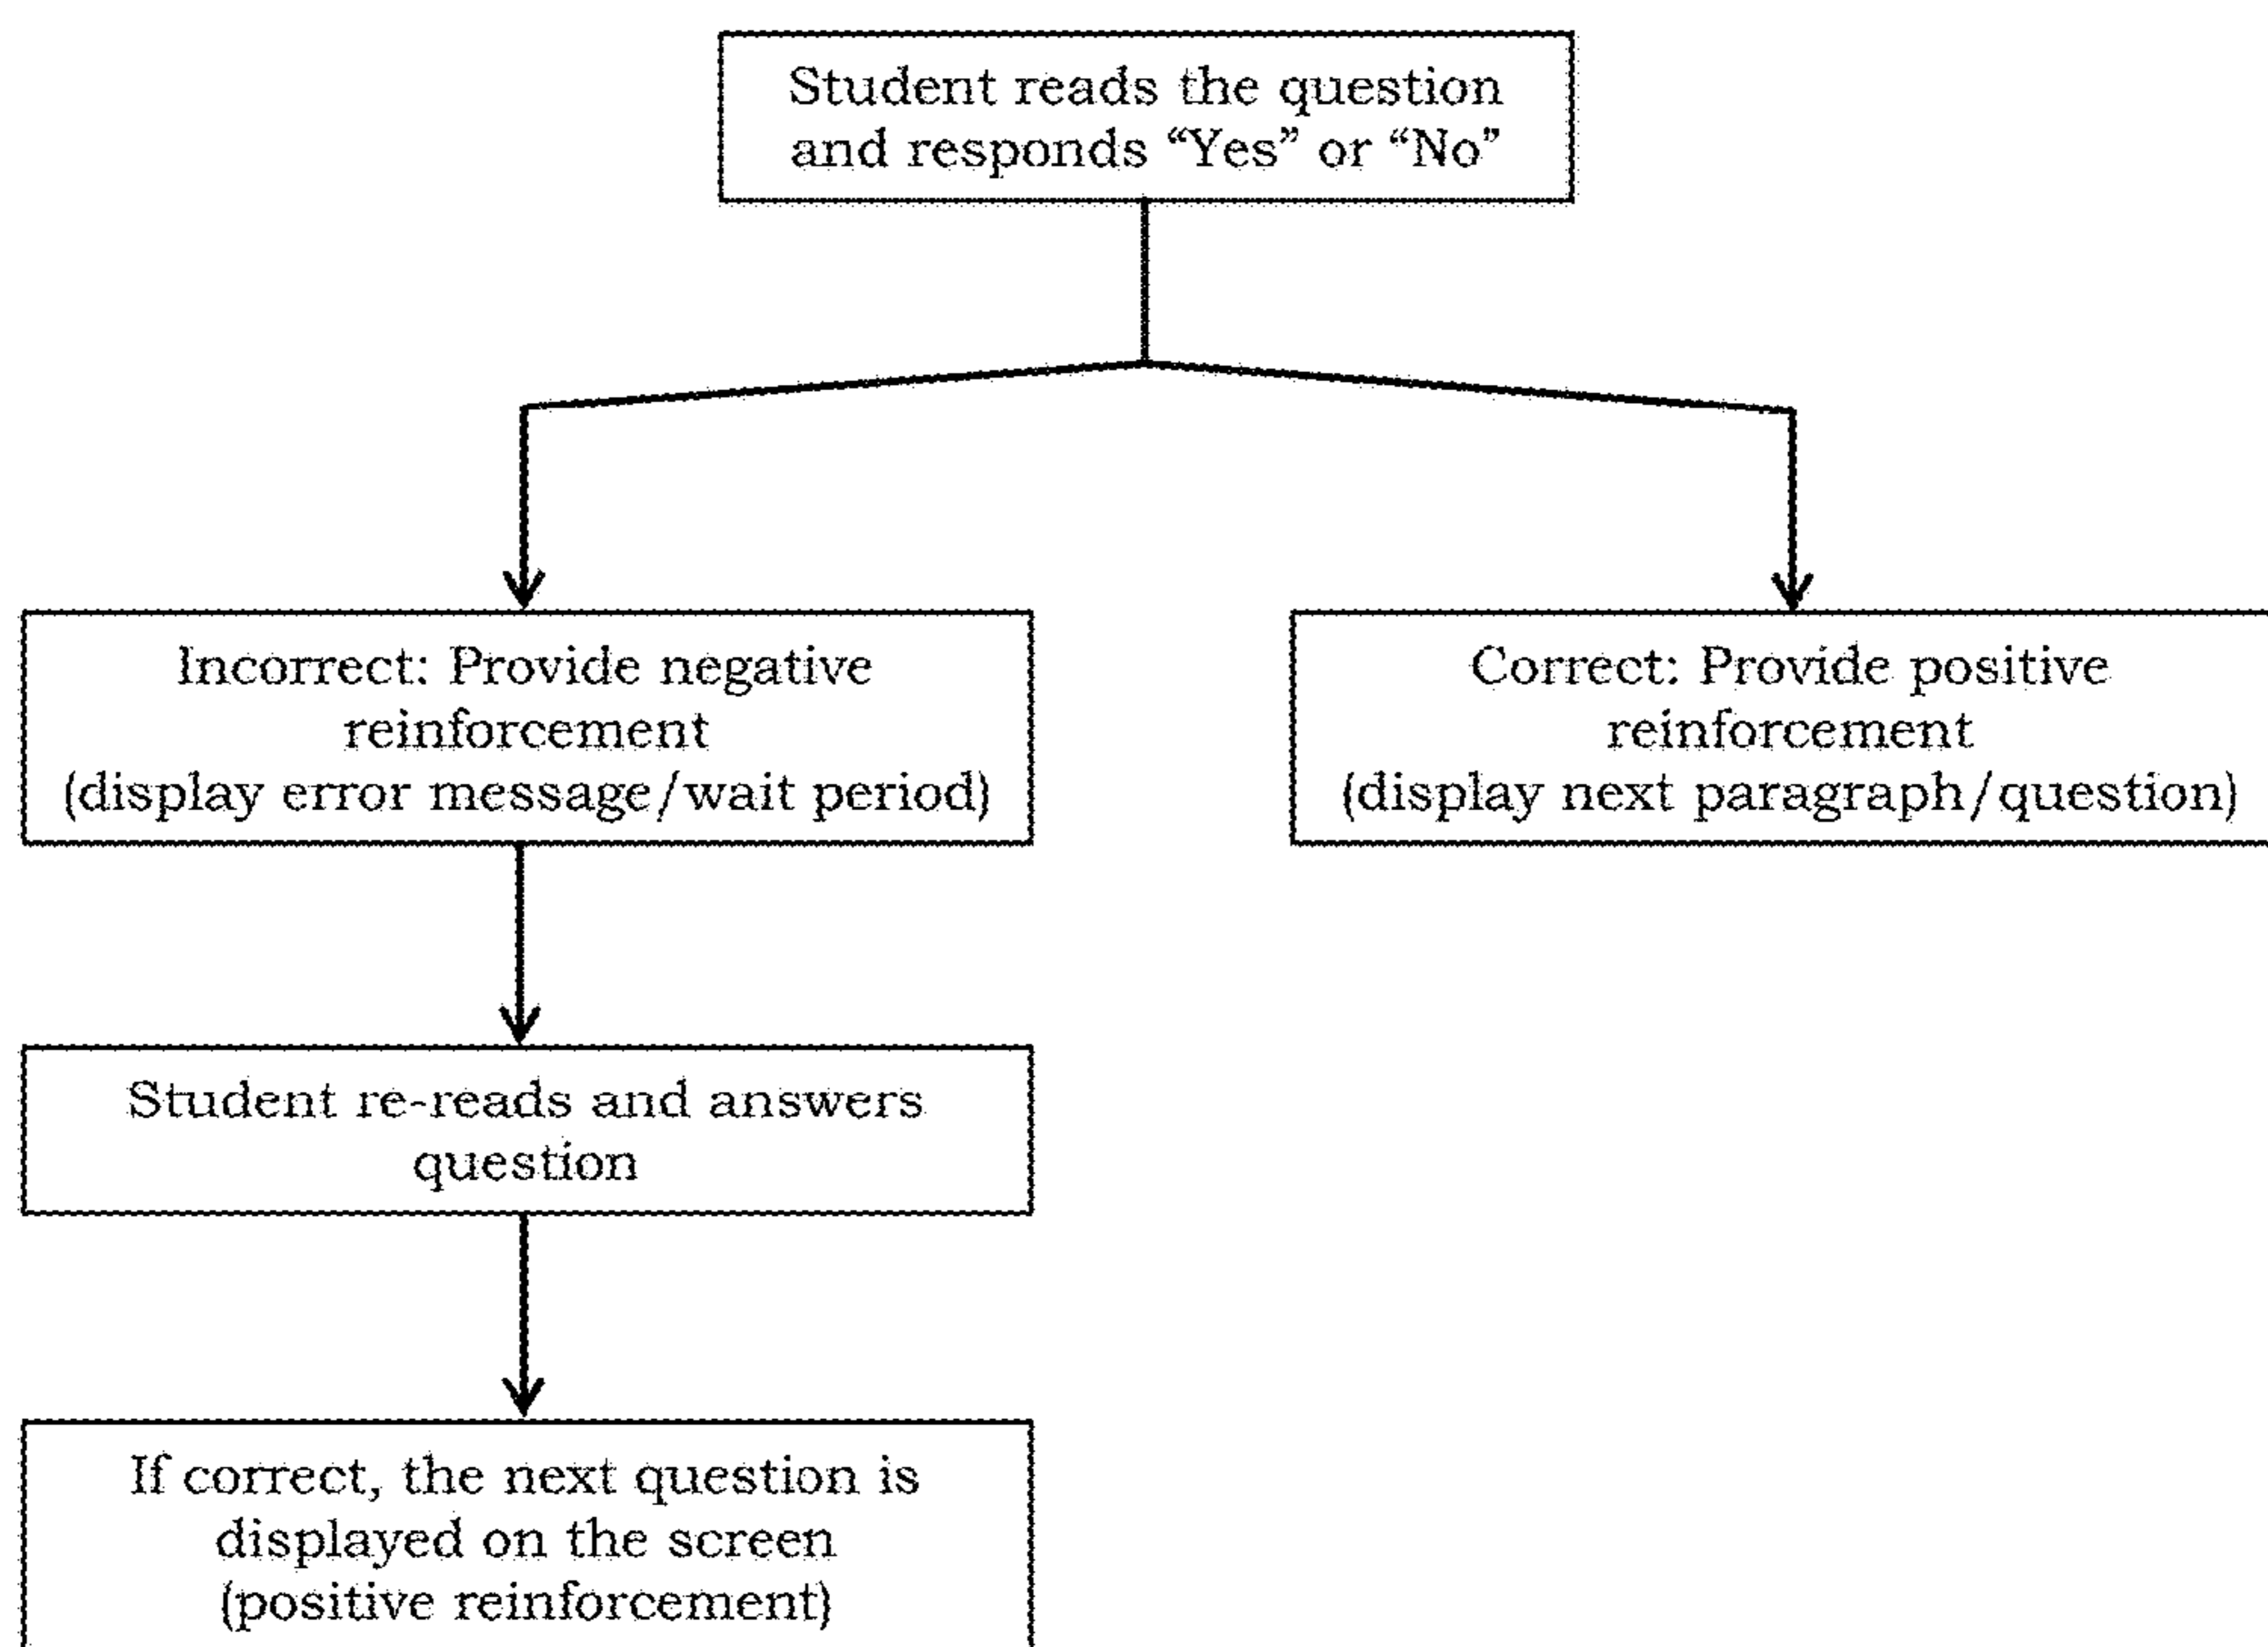 Student reads the question
and responds “Yes” or “No”
Incorrect: Provide negative
reinforcement
(display error message/wait period)
Correct: Provide positive
reinforcement
(display next paragraph/question)
Student re-reads and answers
question
If correct, the next question is
displayed on the screen
(positive reinforcement)